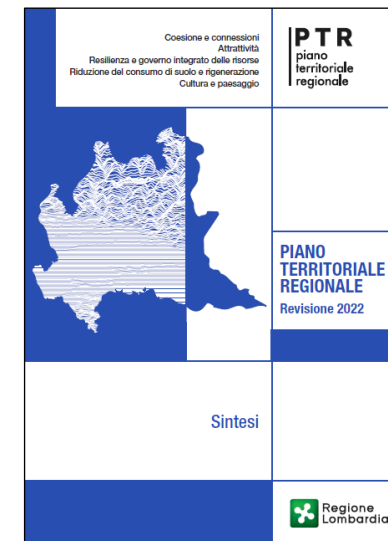 Coesione e connessioni
Attrattività
Resilienza e governo integrato delle risorse
Riduzione del consumo di suolo e rigenerazione
Cultura e paesaggio
PTR
piano
territoriale
regionale
PIANO
TERRITORIALE
REGIONALE
Revisione 2022
Sintesi
Regione
Lombardia